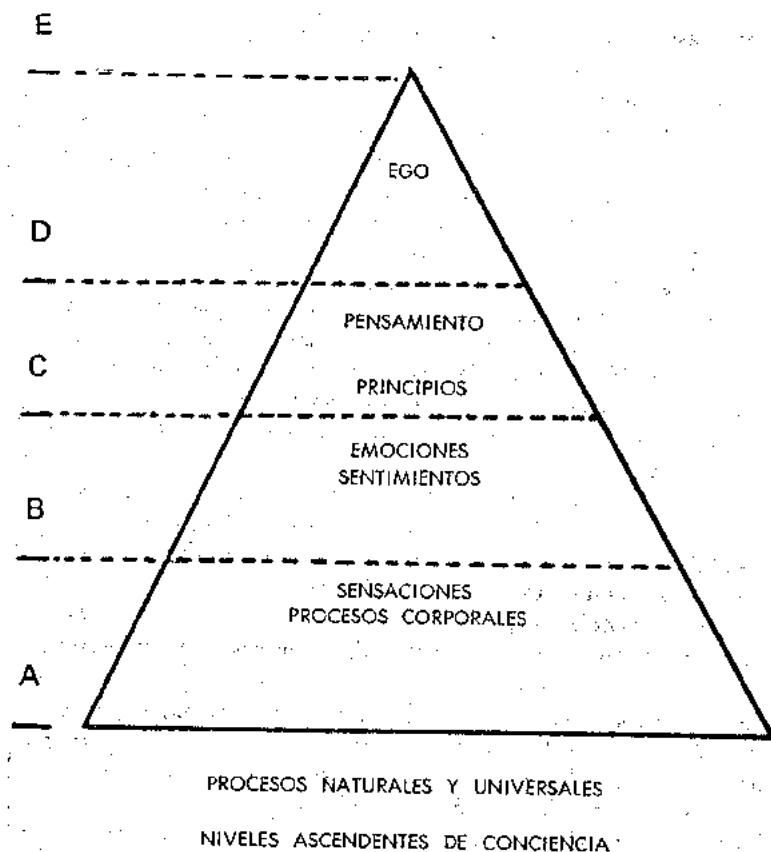 E
EGO
D
PENSAMIENTO
C
PRINCIPIOS
EMOCIONES
SENTIMIENTOS
B
SENSACIONES
PROCESOS CORPORALES
A
PROCESOS NATURALES Y UNIVERSALES
NIVELES ASCENDENTES DE CONCIENCIA